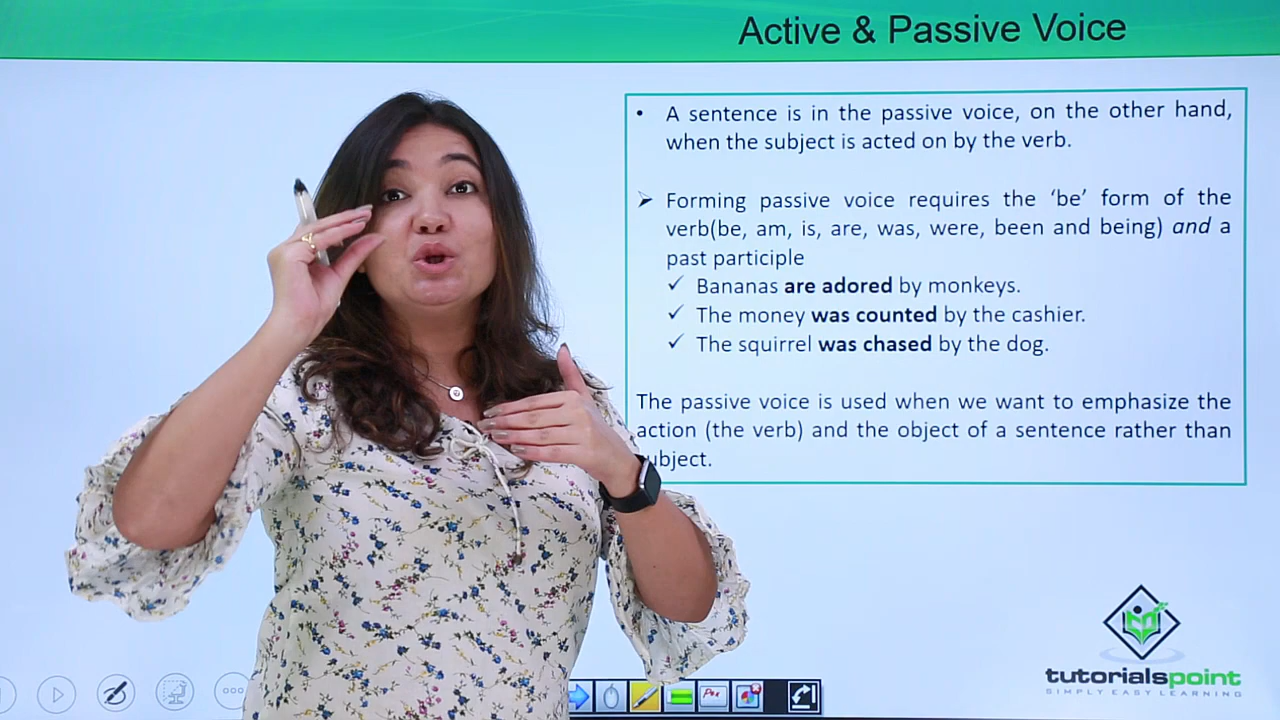 Active & Passive Voice
• A sentence is in the passive voice, on the other hand,
when the subject is acted on by the verb.
➢ Forming passive voice requires the ‘be’ form of the
verb(be, am, is, are, was, were, been and being) and a
past participle
✓ Bananas are adored by monkeys.
✓ The money was counted by the cashier.
✓ The squirrel was chased by the dog.
The passive voice is used when we want to emphasize the
action (the verb) and the object of a sentence rather than
ubject.
tutorialspoint
SIMPLY EASY LEARNING